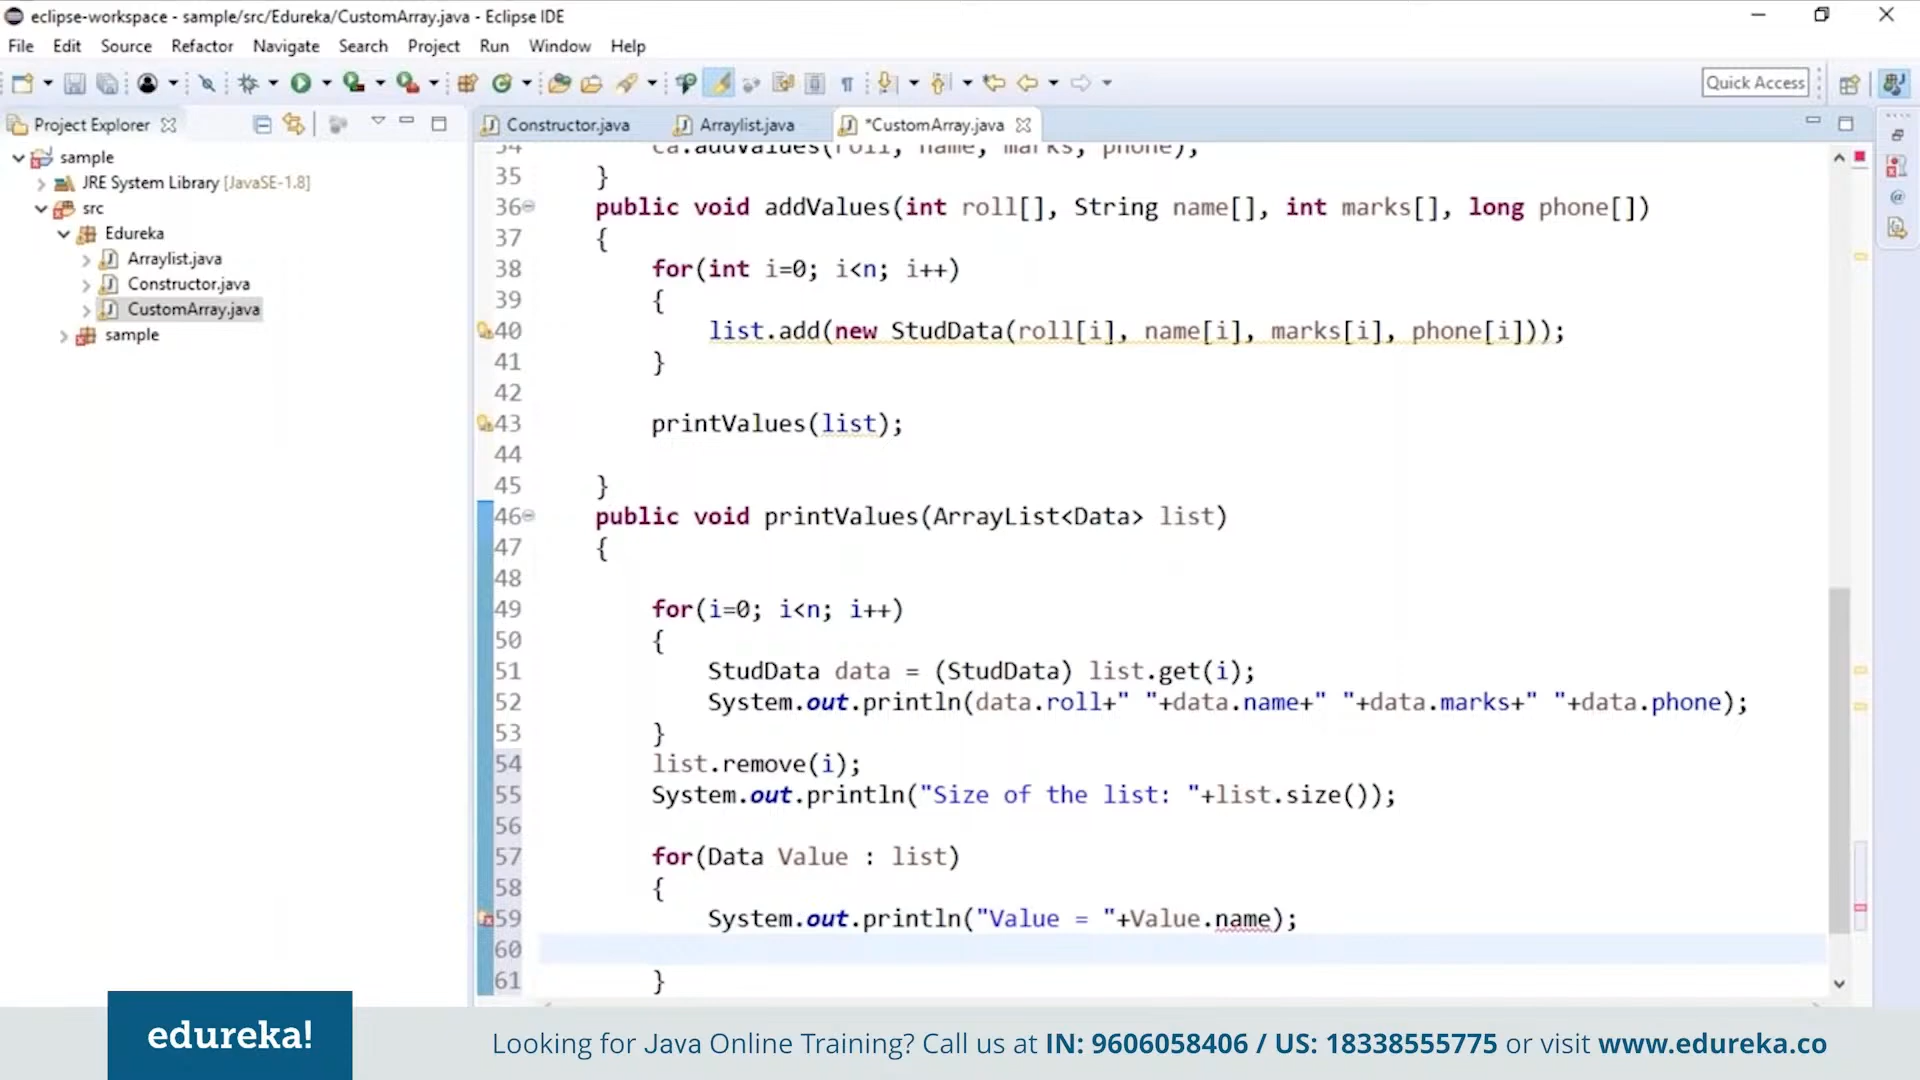 eclipse-workspace - sample/src/Edureka/CustomArray.java - Eclipse IDE
File Edit Source Refactor Navigate Search Project Run Window Help
Quick Access
Project Explorer
Constructor.java
Arraylist.java
*CustomArray.java
sample
JRE System Library [JavaSE-1.8]
src
Edureka
Arraylist.java
Constructor.java
CustomArray.java
sample
34 ca.addValues(roll, name, marks, phone);
35 }
36 public void addValues(int roll[], String name[], int marks[], long phone[])
37 {
38 for(int i=0; i<n; i++)
39 {
40 list.add(new StudData(roll[i], name[i], marks[i], phone[i]));
41 }
42
43 printValues(list);
44
45 }
46 public void printValues(ArrayList<Data> list)
47 {
48
49 for(i=0; i<n; i++)
50 {
51 StudData data = (StudData) list.get(i);
52 System.out.println(data.roll+" "+data.name+" "+data.marks+" "+data.phone);
53 }
54 list.remove(i);
55 System.out.println("Size of the list: "+list.size());
56
57 for(Data Value : list)
58 {
59 System.out.println("Value = "+Value.name);
60
61 }
edureka!
Looking for Java Online Training? Call us at IN: 9606058406 / US: 18338555775 or visit www.edureka.co